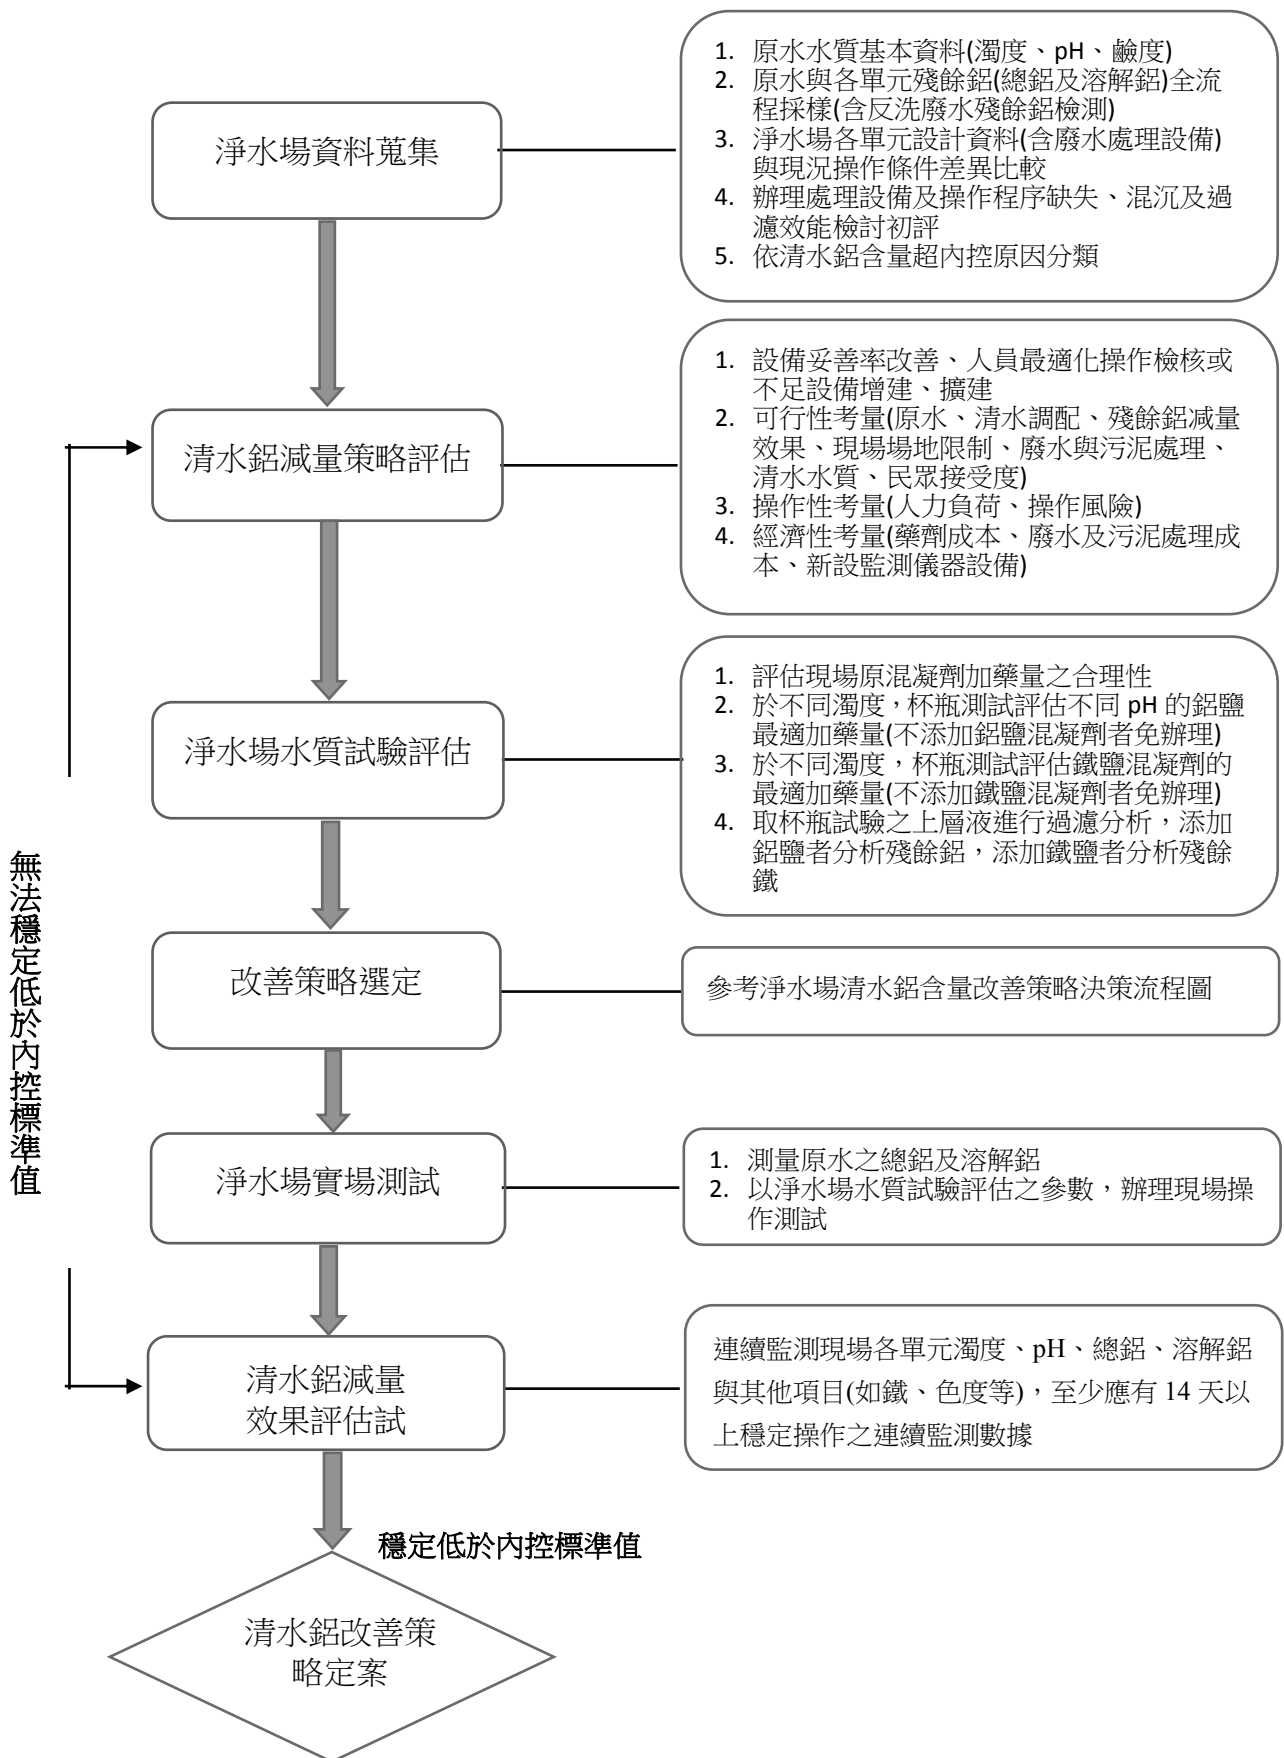 淨水場資料蒐集
1. 原水水質基本資料(濁度、pH、鹼度)
2. 原水與各單元殘餘鋁(總鋁及溶解鋁)全流
程採樣(含反洗廢水殘餘鋁檢測)
3. 淨水場各單元設計資料(含廢水處理設備)
與現況操作條件差異比較
4. 辦理處理設備及操作程序缺失、混沉及過
濾效能檢討初評
5. 依清水鋁含量超內控原因分類
清水鋁減量策略評估
1. 設備妥善率改善、人員最適化操作檢核或
不足設備增建、擴建
2. 可行性考量(原水、清水調配、殘餘鋁減量
效果、現場場地限制、廢水與污泥處理、
清水水質、民眾接受度)
3. 操作性考量(人力負荷、操作風險)
4. 經濟性考量(藥劑成本、廢水及污泥處理成
本、新設監測儀器設備)
淨水場水質試驗評估
1. 評估現場原混凝劑加藥量之合理性
2. 於不同濁度，杯瓶測試評估不同 pH 的鋁鹽
最適加藥量(不添加鋁鹽混凝劑者免辦理)
3. 於不同濁度，杯瓶測試評估鐵鹽混凝劑的
最適加藥量(不添加鐵鹽混凝劑者免辦理)
4. 取杯瓶試驗之上層液進行過濾分析，添加
鋁鹽者分析殘餘鋁，添加鐵鹽者分析殘餘
鐵
無法穩定低於內控標準值
改善策略選定
參考淨水場清水鋁含量改善策略決策流程圖
淨水場實場測試
1. 測量原水之總鋁及溶解鋁
2. 以淨水場水質試驗評估之參數，辦理現場操
作測試
清水鋁減量
效果評估試
連續監測現場各單元濁度、pH、總鋁、溶解鋁
與其他項目(如鐵、色度等)，至少應有 14 天以
上穩定操作之連續監測數據
穩定低於內控標準值
清水鋁改善策
略定案